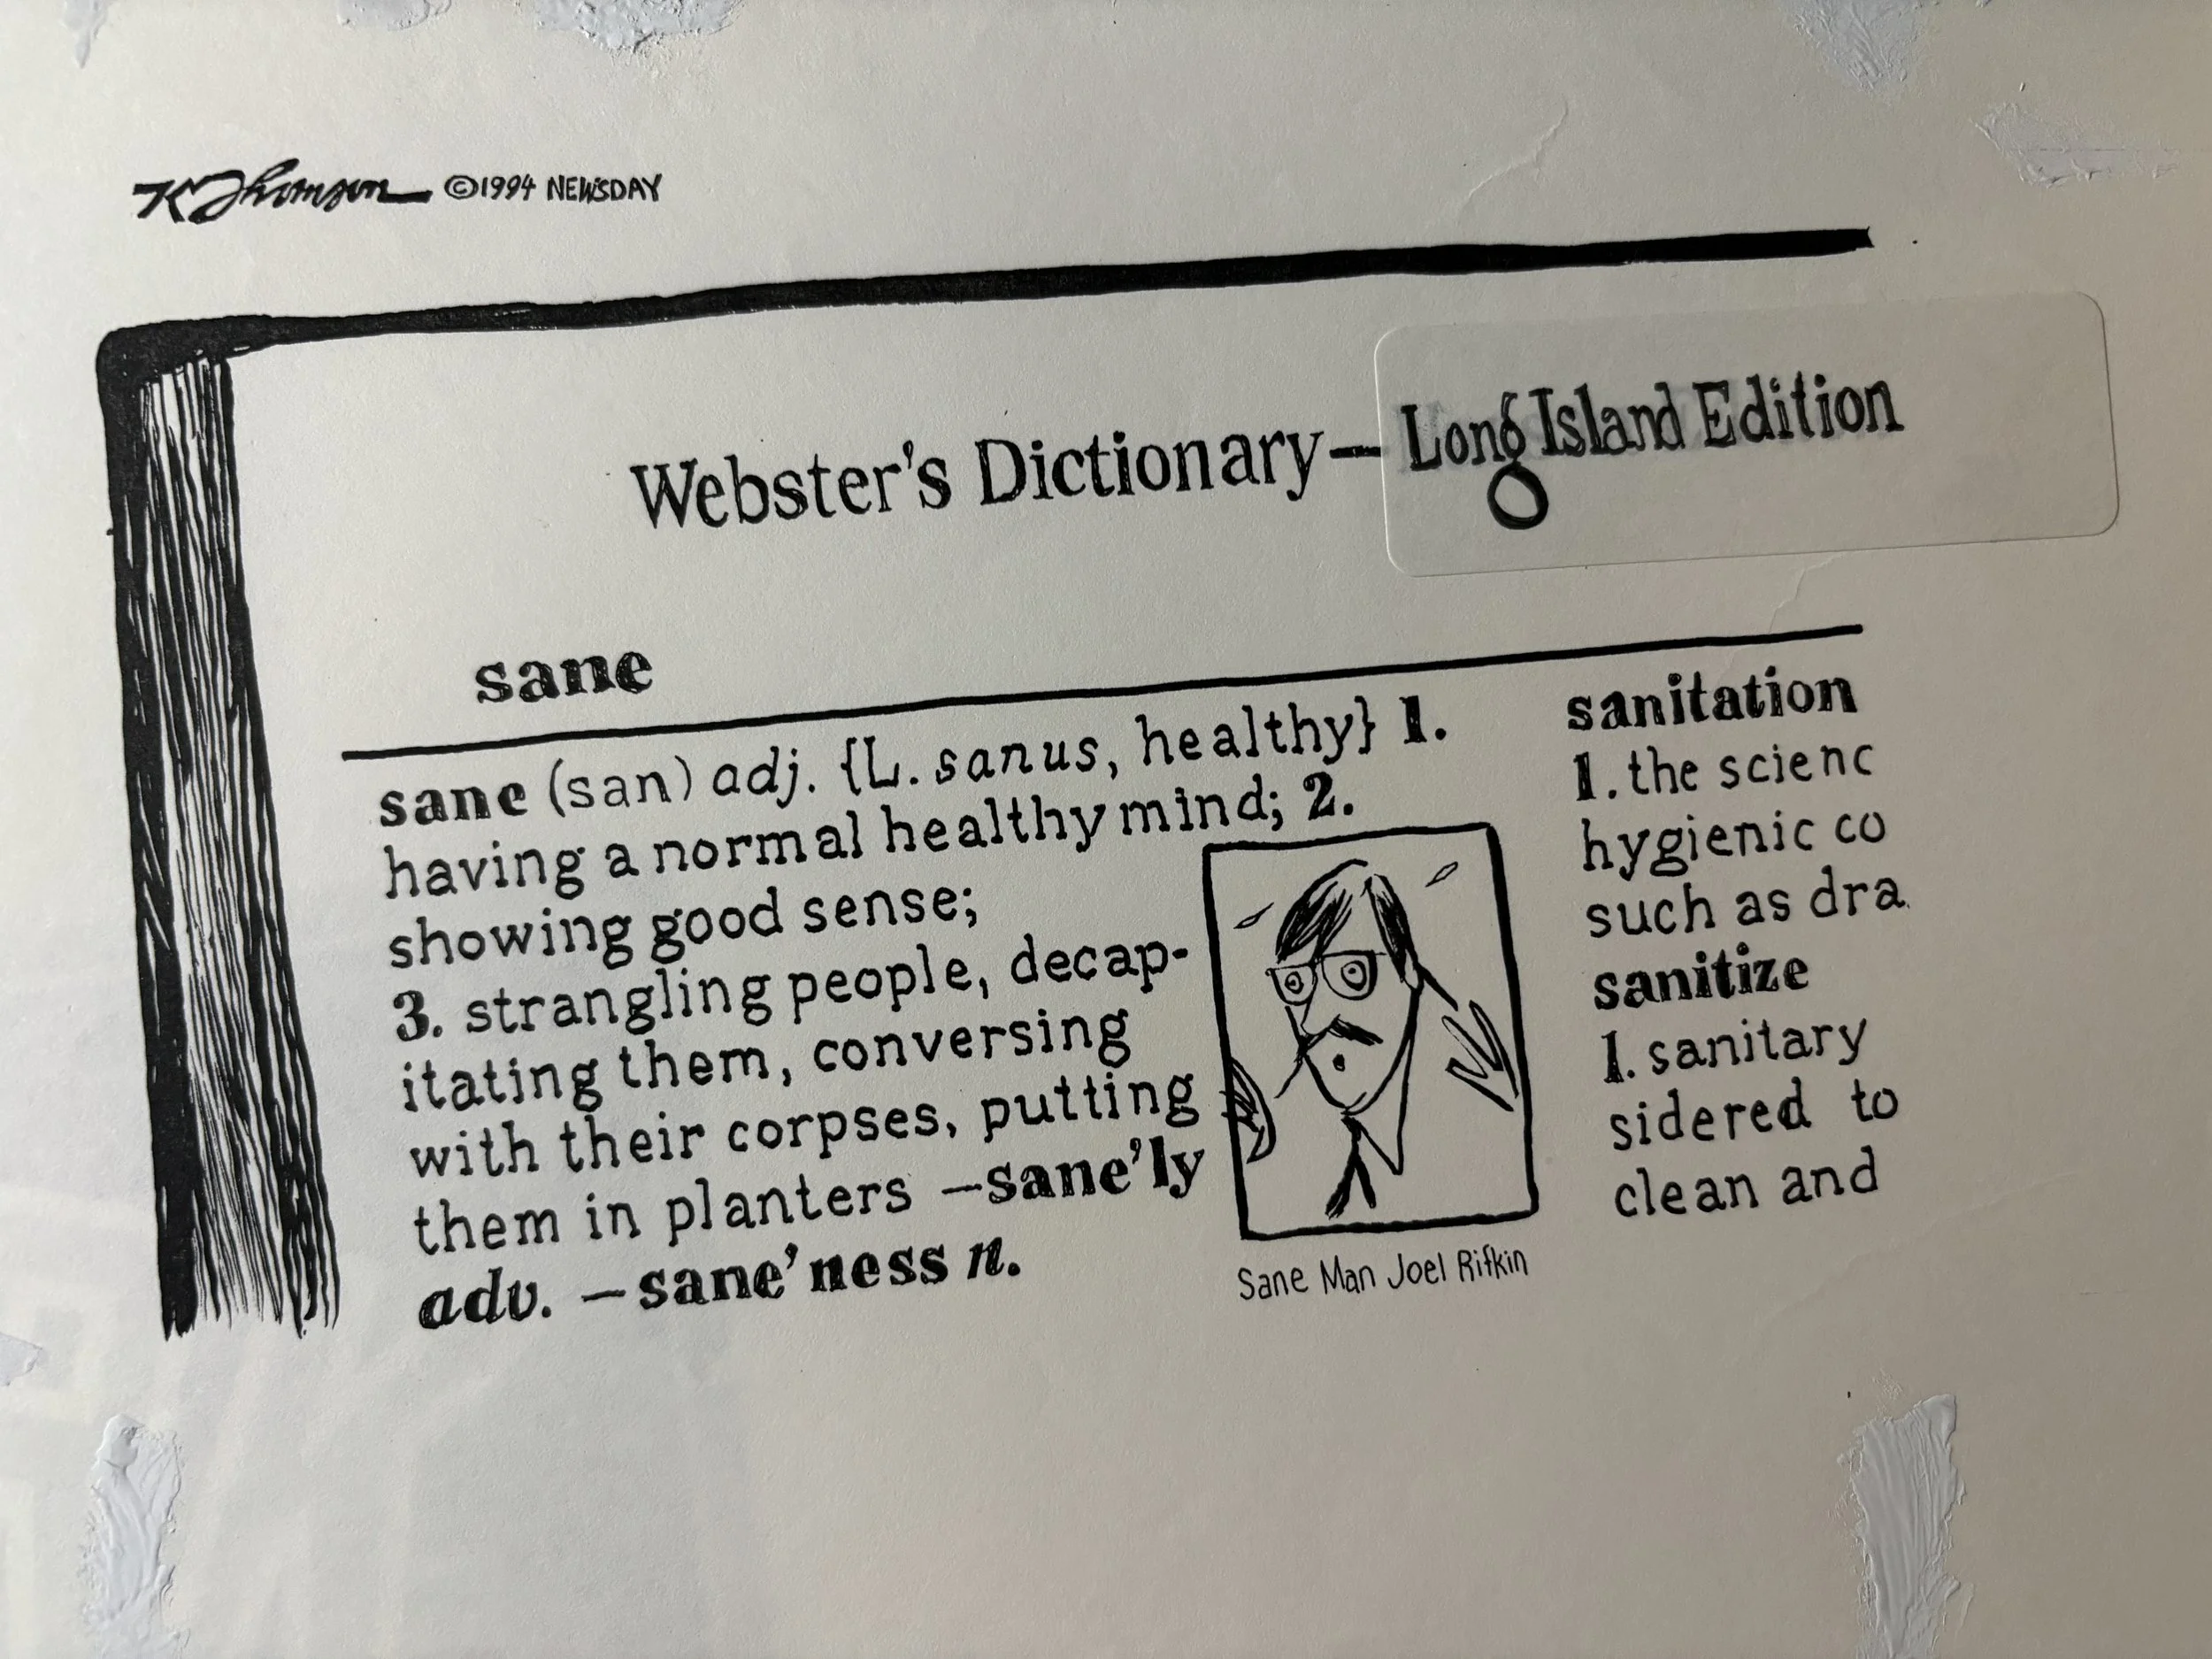 K Thomson ©1994 NEWSDAY
Webster's Dictionary—Long Island Edition
sane
sane (san) adj. {L. sanus, healthy} 1.
having a normal healthy mind; 2.
showing good sense;
3. strangling people, decap-
itating them, conversing
with their corpses, putting
them in planters —sane'ly
adv. —sane'ness n.
Sane Man Joel Rifkin
sanitation
1. the scienc
hygienic co
such as dra
sanitize
1. sanitary
sidered to
clean and